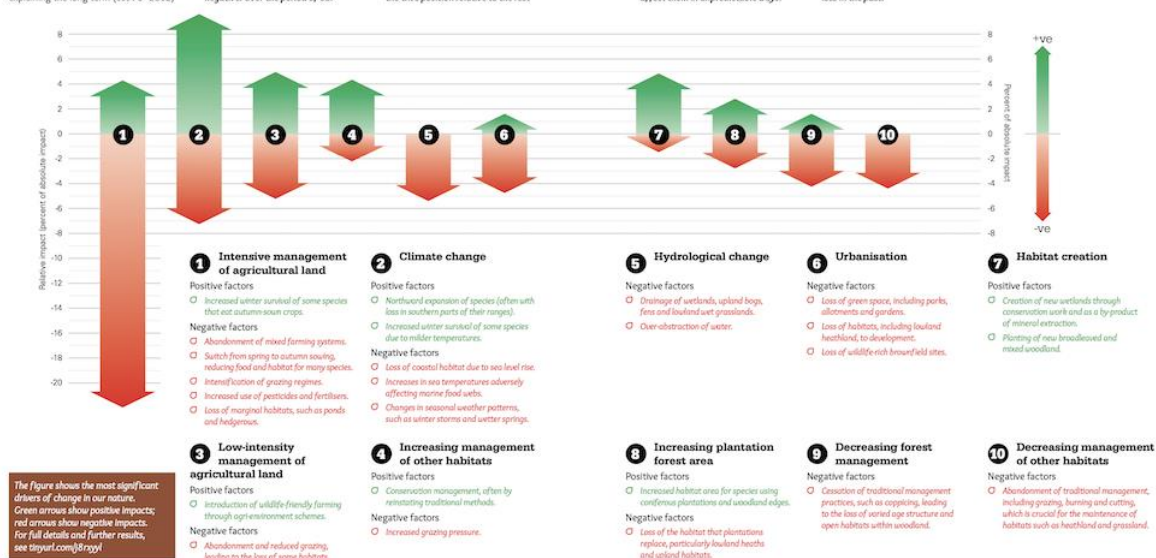 8
6
4
2
0
-2
-4
-6
-8
-10
-12
-14
-16
-18
-20
Relative impact (percent of absolute impact)
1
2
3
4
5
6
7
8
9
10
8
6
4
2
0
-2
-4
-6
-8
Percent of absolute impact
+ve
-ve
1 Intensive management
of agricultural land
Positive factors
Increased winter survival of some species
that eat autumn-sown crops.
Negative factors
Abandonment of mixed farming systems.
Switch from spring to autumn sowing,
reducing food and habitat for many species.
Intensification of grazing regimes.
Increased use of pesticides and fertilisers.
Loss of marginal habitats, such as ponds
and hedgerows.
2 Climate change
Positive factors
Northward expansion of species (often with
loss in southern parts of their ranges).
Increased winter survival of some species
due to milder temperatures.
Negative factors
Loss of coastal habitat due to sea level rise.
Increases in sea temperatures adversely
affecting marine food webs.
Changes in seasonal weather patterns,
such as winter storms and wetter springs.
5 Hydrological change
Negative factors
Drainage of wetlands, upland bogs,
fens and lowland wet grasslands.
Over-abstraction of water.
6 Urbanisation
Negative factors
Loss of green space, including parks,
allotments and gardens.
Loss of habitats, including lowland
heathland, to development.
Loss of wildlife-rich brownfield sites.
7 Habitat creation
Positive factors
Creation of new wetlands through
conservation work and as a by-product
of mineral extraction.
Planting of new broadleaved and
mixed woodland.
3 Low-intensity
management of
agricultural land
Positive factors
Introduction of wildlife-friendly farming
through agri-environment schemes.
Negative factors
Abandonment and reduced grazing,
leading to the loss of some habitats
4 Increasing management
of other habitats
Positive factors
Conservation management, often by
reinstating traditional methods.
Negative factors
Increased grazing pressure.
8 Increasing plantation
forest area
Positive factors
Increased habitat area for species using
coniferous plantations and woodland edges.
Negative factors
Loss of the habitat that plantations
replace, particularly lowland heaths
and upland habitats.
9 Decreasing forest
management
Negative factors
Cessation of traditional management
practices, such as coppicing, leading
to the loss of varied age structure and
open habitats within woodland.
10 Decreasing management
of other habitats
Negative factors
Abandonment of traditional management,
including grazing, burning and cutting,
which is crucial for the maintenance of
habitats such as heathland and grassland.
The figure shows the most significant
drivers of change in our nature.
Green arrows show positive impacts;
red arrows show negative impacts.
For full details and further results,
see tinyurl.com/j8rxyyl